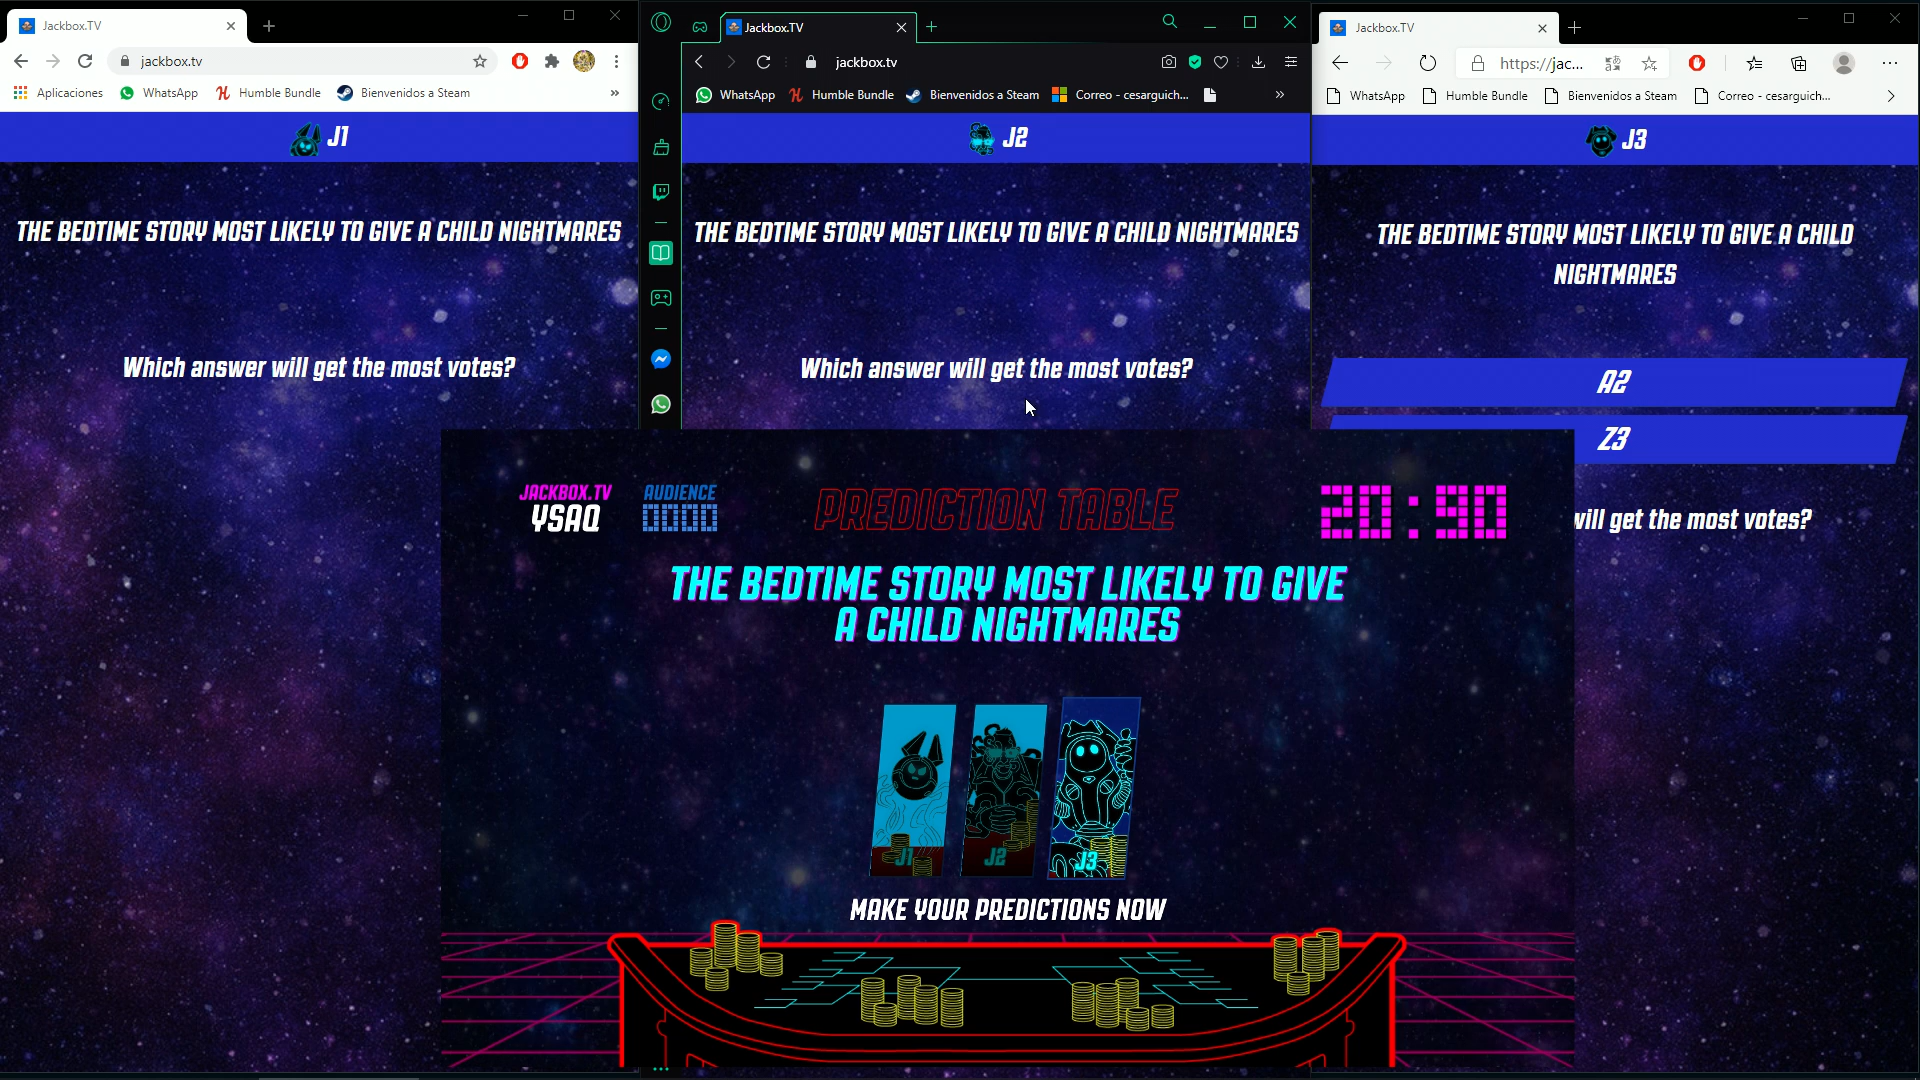 Jackbox.TV
jackbox.tv
Aplicaciones
WhatsApp
Humble Bundle
Bienvenidos a Steam
»
J1
THE BEDTIME STORY MOST LIKELY TO GIVE A CHILD NIGHTMARES
Which answer will get the most votes?
Jackbox.TV
jackbox.tv
WhatsApp
Humble Bundle
Bienvenidos a Steam
Correo - cesarguich...
»
J2
THE BEDTIME STORY MOST LIKELY TO GIVE A CHILD NIGHTMARES
Which answer will get the most votes?
Jackbox.TV
https://jac...
WhatsApp
Humble Bundle
Bienvenidos a Steam
Correo - cesarguich...
J3
THE BEDTIME STORY MOST LIKELY TO GIVE A CHILD
NIGHTMARES
A2
Z3
will get the most votes?
JACKBOX.TV
YSAQ
AUDIENCE
0000
PREDICTION TABLE
20:90
THE BEDTIME STORY MOST LIKELY TO GIVE
A CHILD NIGHTMARES
J1
J2
J3
MAKE YOUR PREDICTIONS NOW